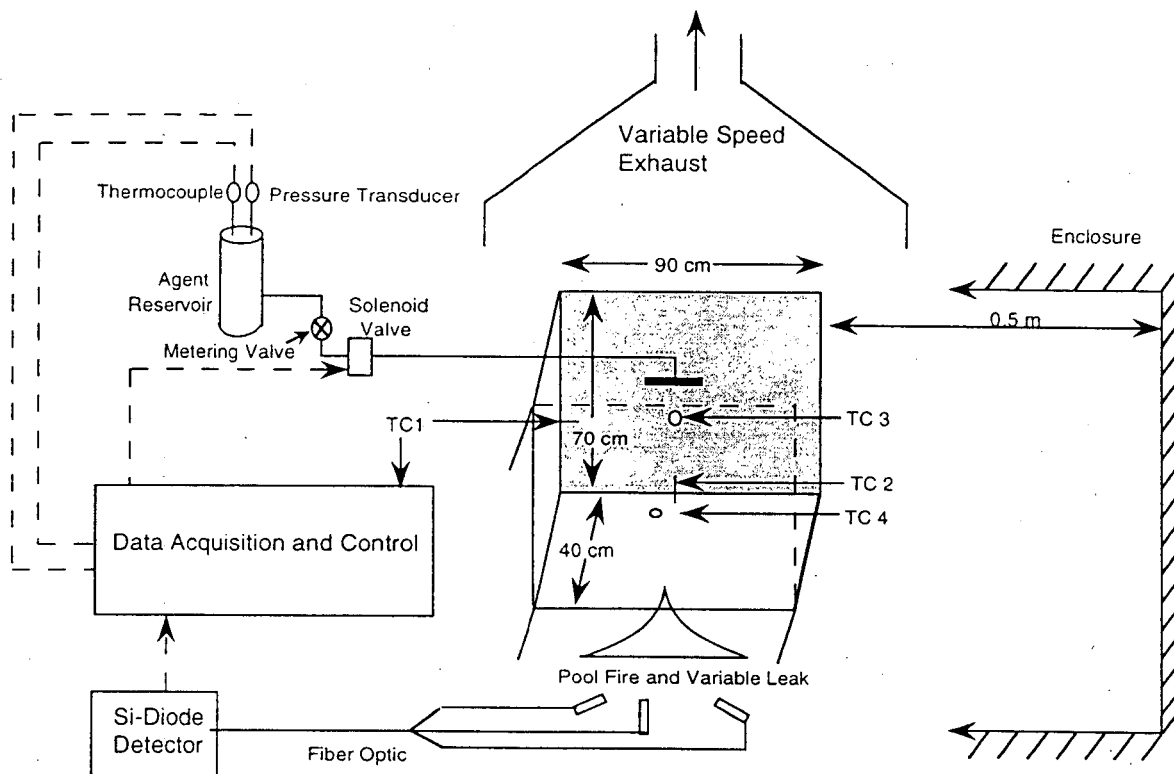 Variable Speed
Exhaust
Thermocouple
Pressure Transducer
Enclosure
90 cm
Agent
Reservoir
Solenoid
Valve
0.5 m
Metering Valve
TC1
TC 3
70 cm
TC 2
TC 4
Data Acquisition and Control
40 cm
Pool Fire and Variable Leak
Si-Diode
Detector
Fiber Optic